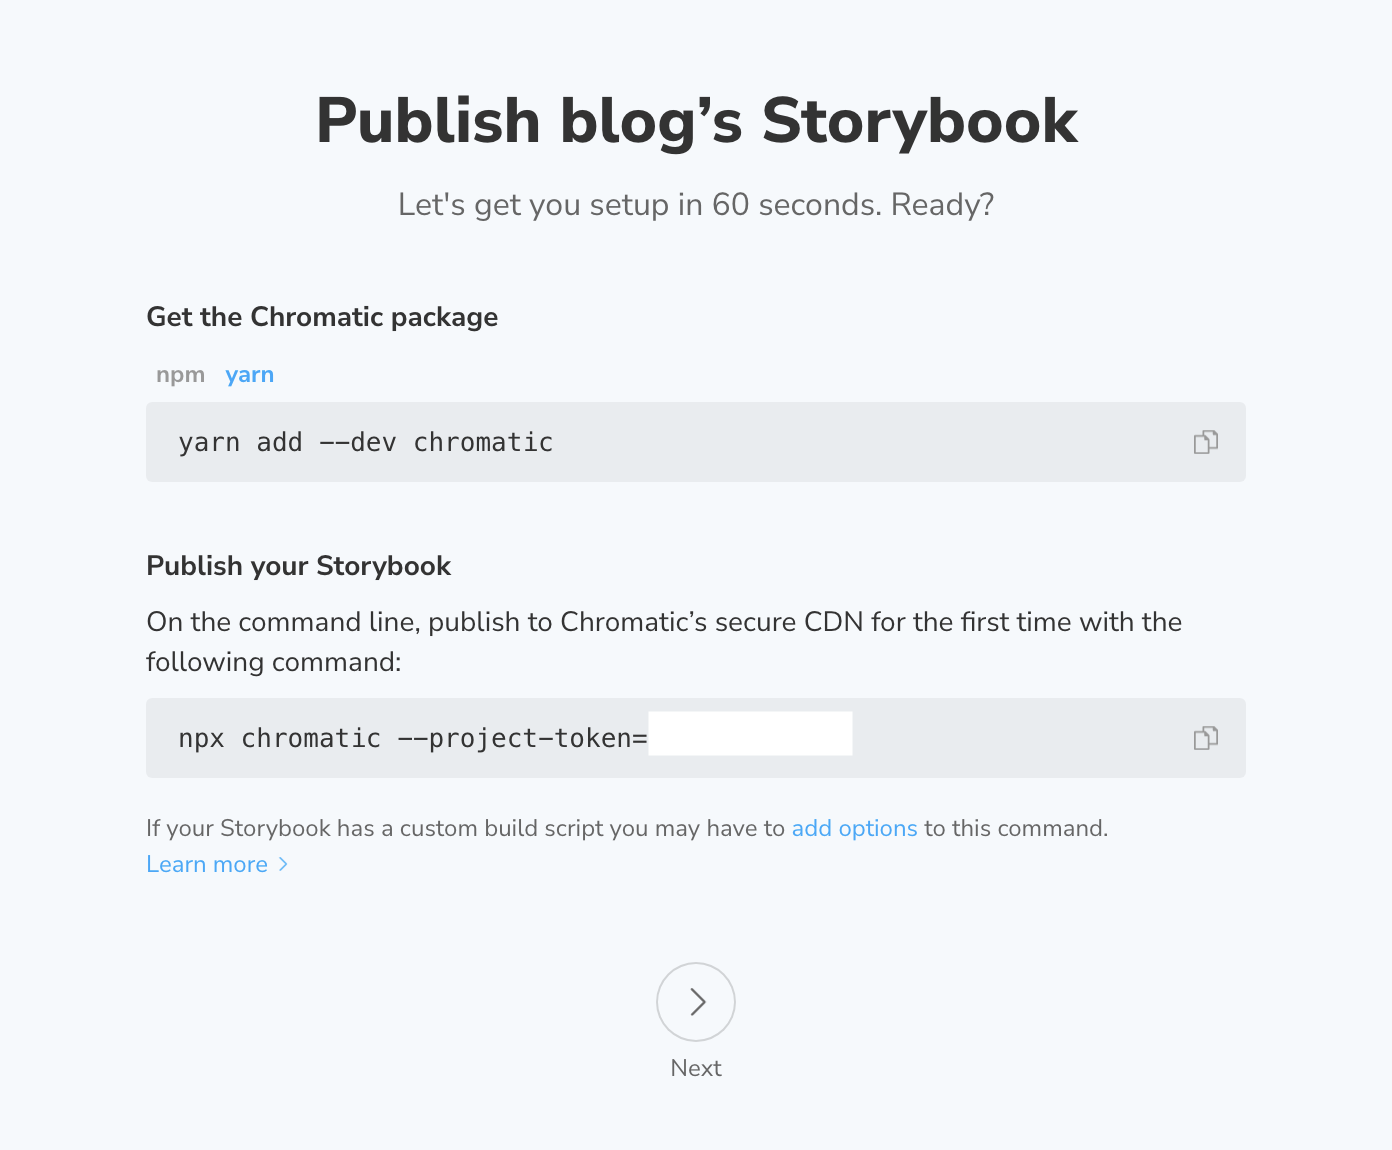 Publish blog’s Storybook
Let's get you setup in 60 seconds. Ready?
Get the Chromatic package
npm yarn
yarn add --dev chromatic
Publish your Storybook
On the command line, publish to Chromatic’s secure CDN for the first time with the
following command:
npx chromatic --project-token=
If your Storybook has a custom build script you may have to add options to this command.
Learn more
Next